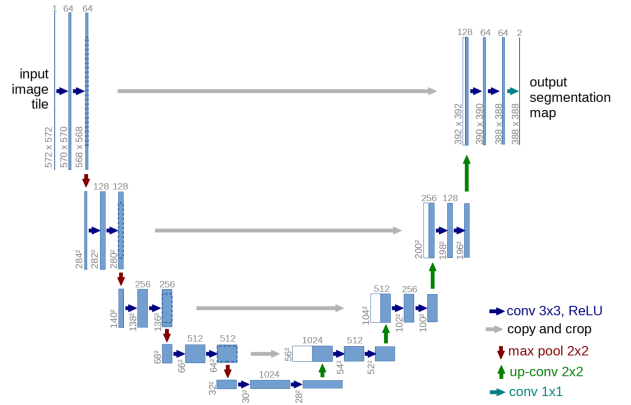 1 64 64
128 64 64 2
input
image
tile
output
segmentation
map
572 x 572
570 x 570
568 x 568
392 x 392
390 x 390
388 x 388
388 x 388
128 128
256 128
284²
282²
280²
200²
198²
196²
256 256
512 256
140²
138²
136²
104²
102²
100²
512 512
1024 512
68²
66²
64²
56²
54²
52²
1024
32²
30²
28²
conv 3x3, ReLU
copy and crop
max pool 2x2
up-conv 2x2
conv 1x1